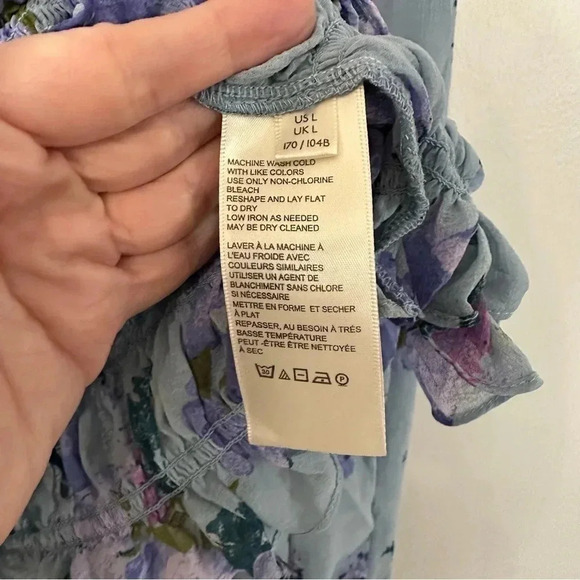 US L
UK L
170 / 104B
MACHINE WASH COLD
WITH LIKE COLORS
USE ONLY NON-CHLORINE
BLEACH
RESHAPE AND LAY FLAT
TO DRY
LOW IRON AS NEEDED
MAY BE DRY CLEANED
LAVER À LA MACHINE À
L'EAU FROIDE AVEC
COULEURS SIMILAIRES
UTILISER UN AGENT DE
BLANCHIMENT SANS CHLORE
SI NÉCESSAIRE
METTRE EN FORME ET SECHER
À PLAT
REPASSER, AU BESOIN À TRÉS
BASSE TEMPÉRATURE
PEUT -ÉTRE ÊTRE NETTOYÉE
À SEC
30 P